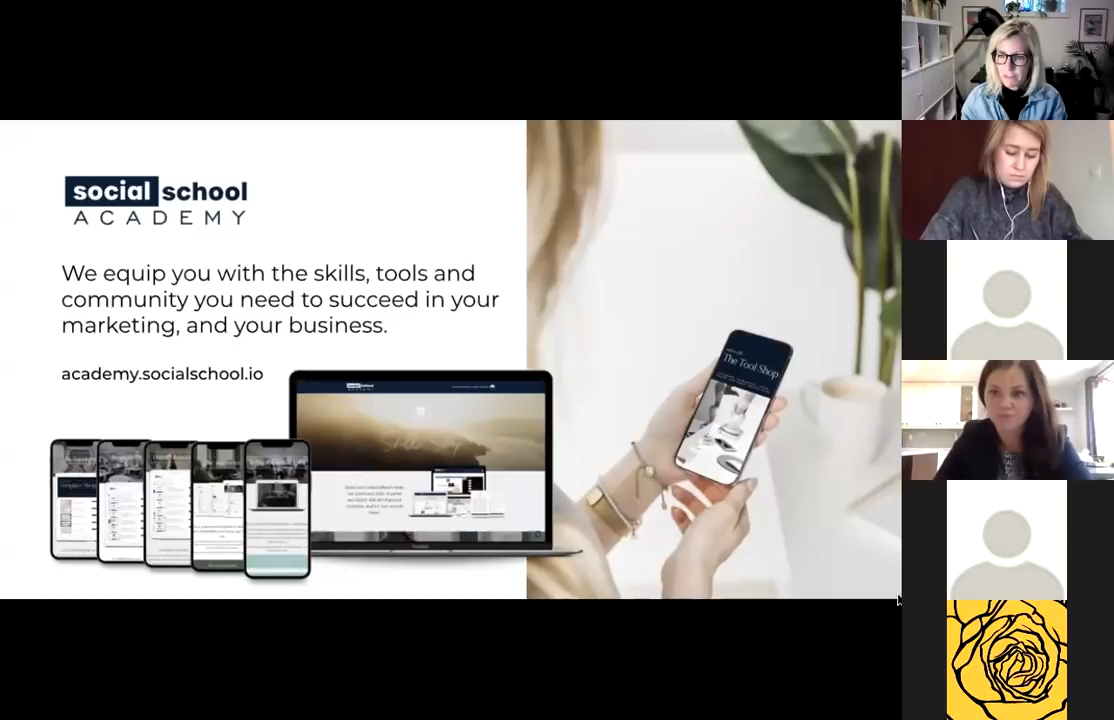 social school
ACADEMY
We equip you with the skills, tools and
community you need to succeed in your
marketing, and your business.
academy.socialschool.io
The Tool Shop